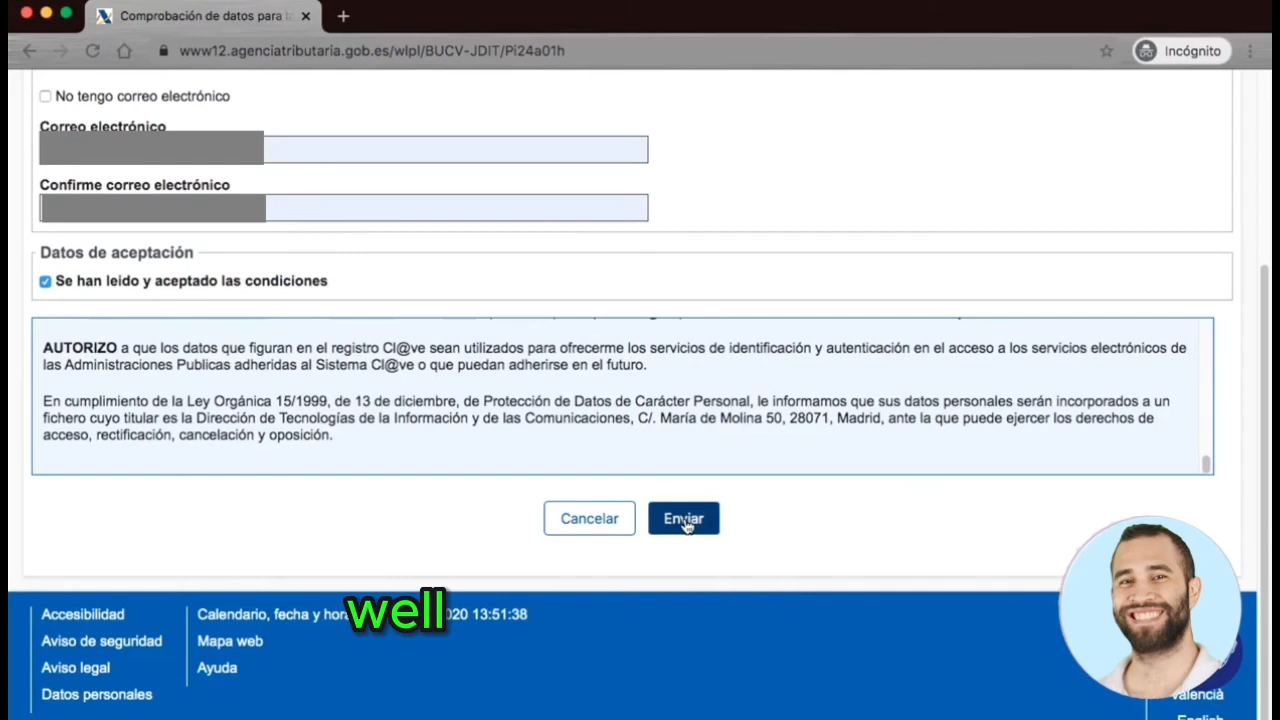 Comprobación de datos para l
www12.agenciatributaria.gob.es/wlpl/BUCV-JDIT/Pi24a01h
Incógnito
No tengo correo electrónico
Correo electrónico
Confirme correo electrónico
Datos de aceptación
Se han leido y aceptado las condiciones
AUTORIZO a que los datos que figuran en el registro Cl@ve sean utilizados para ofrecerme los servicios de identificación y autenticación en el acceso a los servicios electrónicos de
las Administraciones Publicas adheridas al Sistema Cl@ve o que puedan adherirse en el futuro.
En cumplimiento de la Ley Orgánica 15/1999, de 13 de diciembre, de Protección de Datos de Carácter Personal, le informamos que sus datos personales serán incorporados a un
fichero cuyo titular es la Dirección de Tecnologías de la Información y de las Comunicaciones, C/. María de Molina 50, 28071, Madrid, ante la que puede ejercer los derechos de
acceso, rectificación, cancelación y oposición.
Cancelar
Enviar
well
Accesibilidad
Calendario, fecha y hora
020 13:51:38
Aviso de seguridad
Mapa web
Aviso legal
Ayuda
Datos personales
Valencià
English